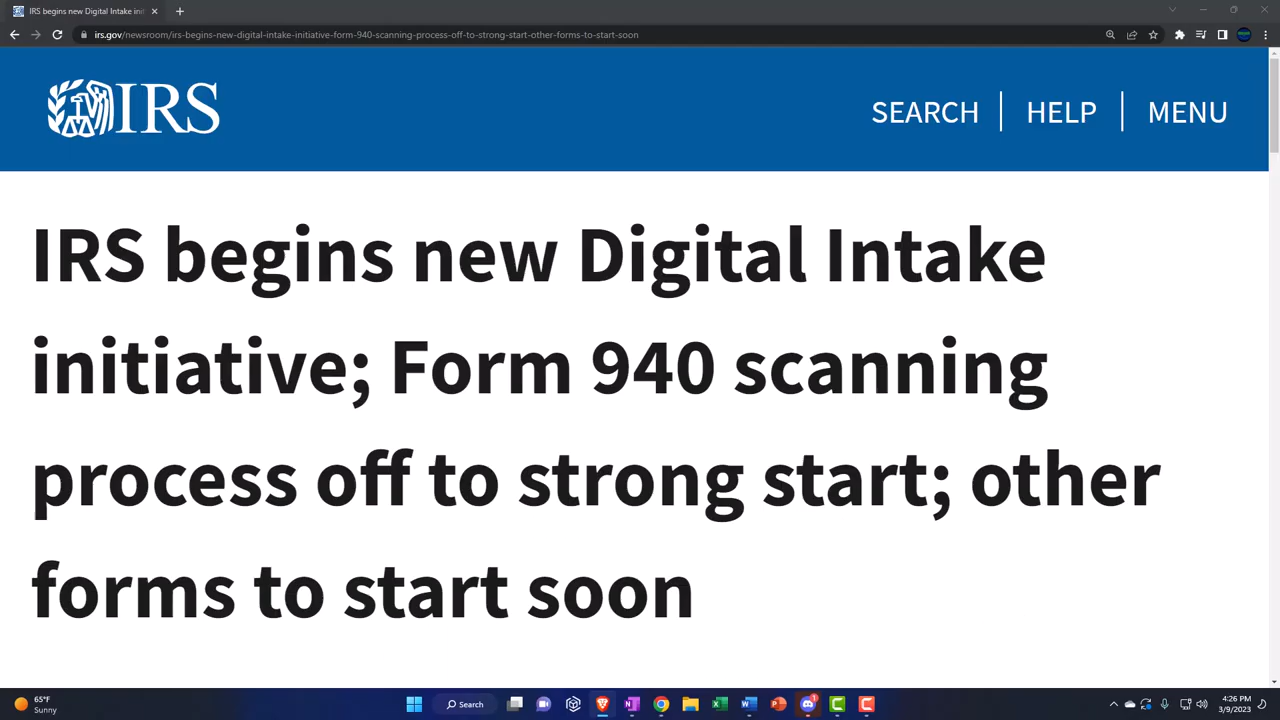 IRS begins new Digital Intake init
irs.gov/newsroom/irs-begins-new-digital-intake-initiative-form-940-scanning-process-off-to-strong-start-other-forms-to-start-soon
IRS
SEARCH HELP MENU
IRS begins new Digital Intake
initiative; Form 940 scanning
process off to strong start; other
forms to start soon
65°F
Sunny
Search
1
4:26 PM
3/9/2023